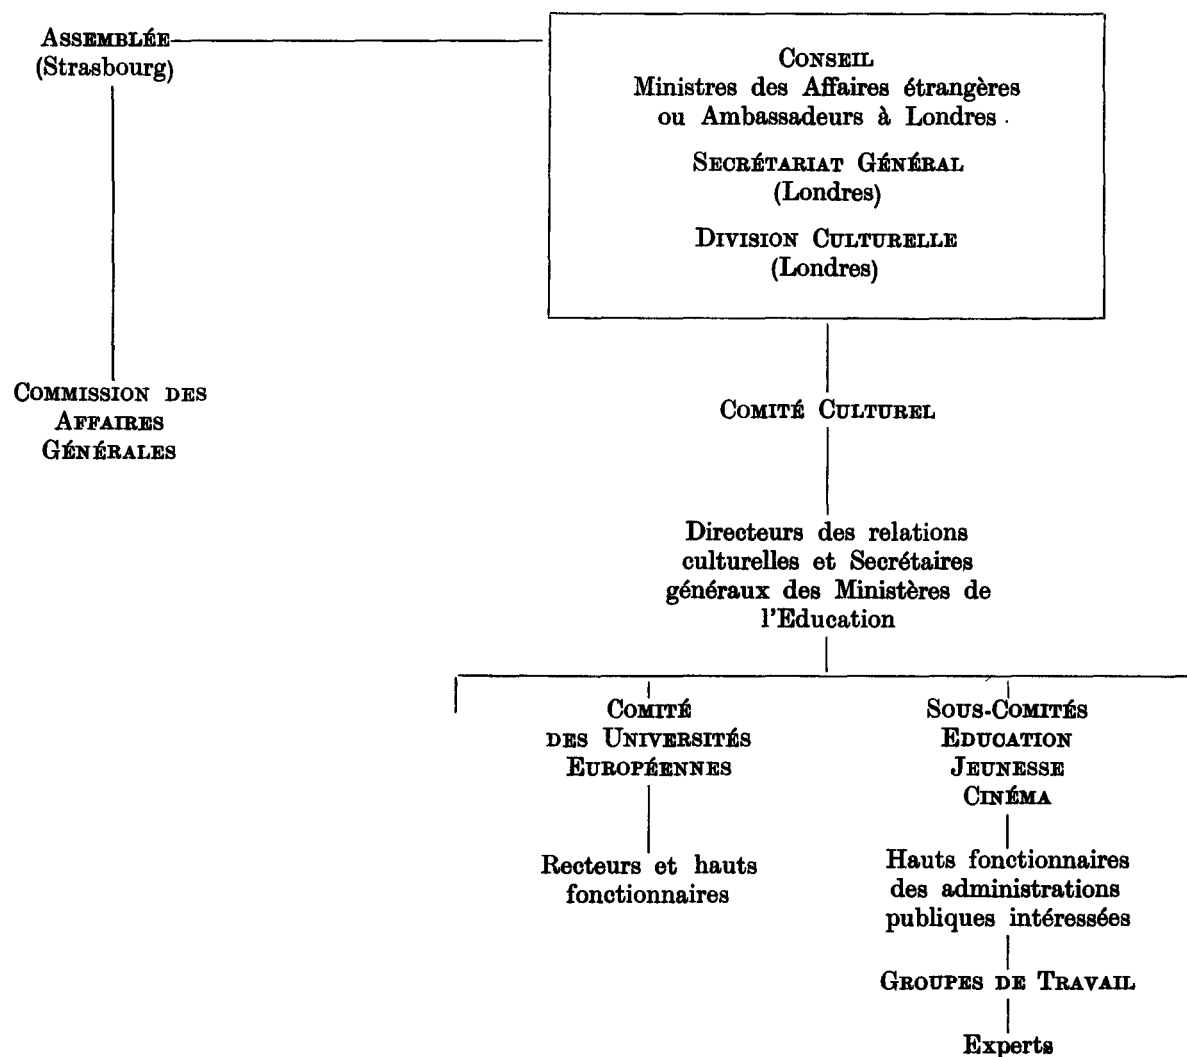 ASSEMBLÉE
(Strasbourg)
CONSEIL
Ministres des Affaires étrangères
ou Ambassadeurs à Londres
SECRÉTARIAT GÉNÉRAL
(Londres)
DIVISION CULTURELLE
(Londres)
COMMISSION DES
AFFAIRES
GÉNÉRALES
COMITÉ CULTUREL
Directeurs des relations
culturelles et Secrétaires
généraux des Ministères de
l'Education
COMITÉ
DES UNIVERSITÉS
EUROPÉENNES
Recteurs et hauts
fonctionnaires
SOUS-COMITÉS
EDUCATION
JEUNESSE
CINÉMA
Hauts fonctionnaires
des administrations
publiques intéressées
GROUPES DE TRAVAIL
Experts